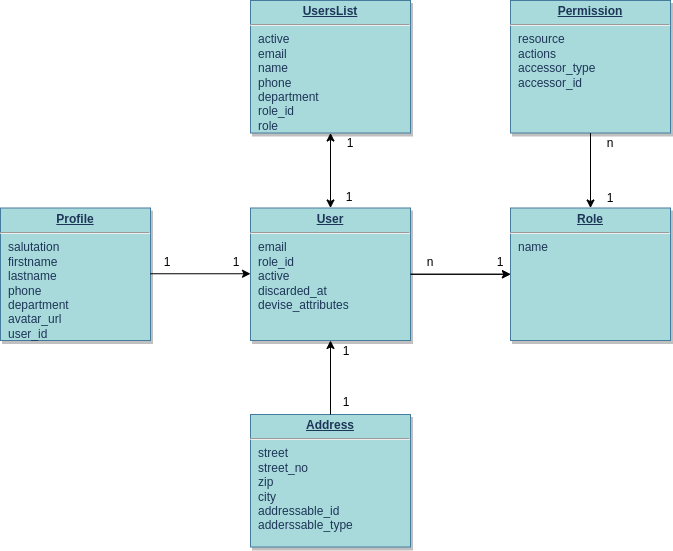 UsersList
active
email
name
phone
department
role_id
role
Permission
resource
actions
accessor_type
accessor_id
1
n
1
1
Profile
salutation
firstname
lastname
phone
department
avatar_url
user_id
1
1
User
email
role_id
active
discarded_at
devise_attributes
n
1
Role
name
1
1
Address
street
street_no
zip
city
addressable_id
adderssable_type